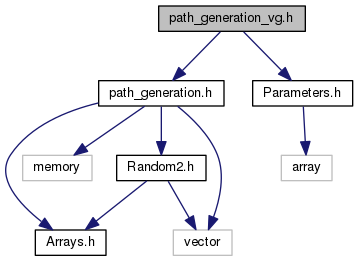 path_generation_vg.h
path_generation.h
Parameters.h
memory
Random2.h
array
Arrays.h
vector